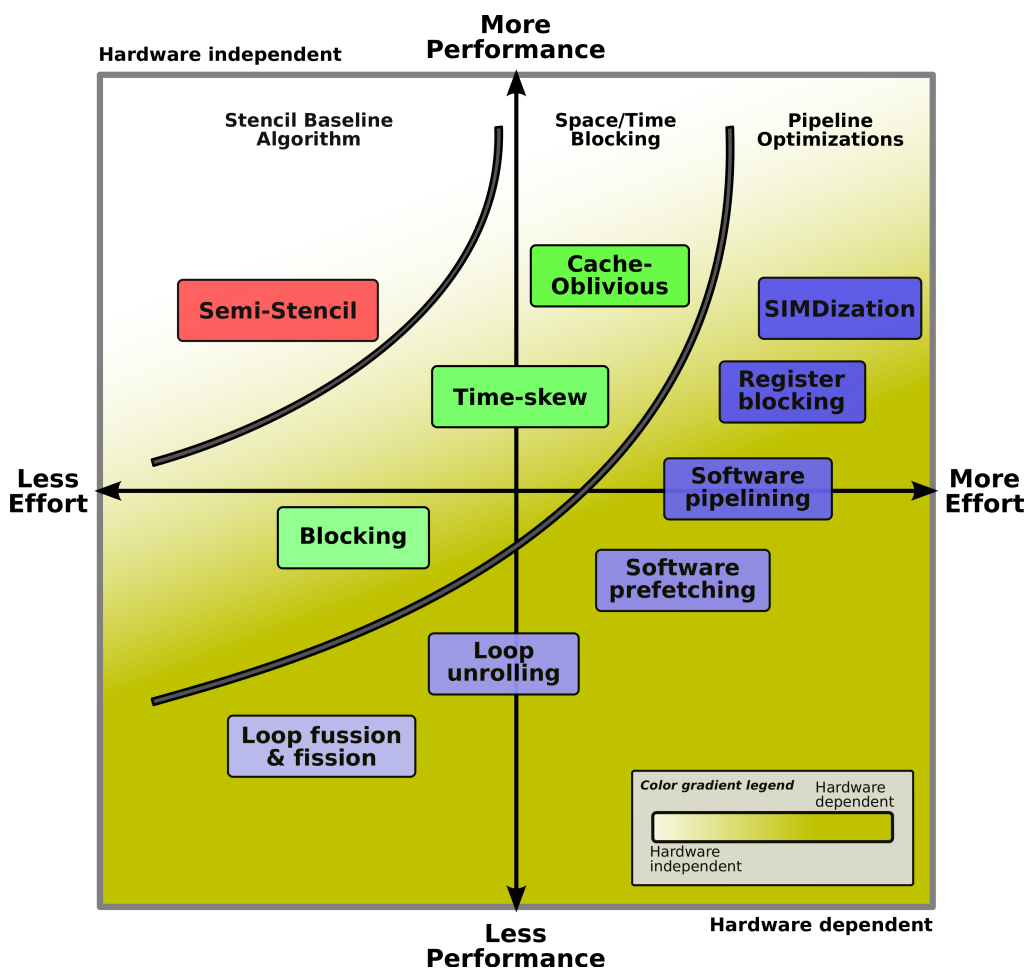 More
Performance
Hardware independent
Stencil Baseline
Algorithm
Space/Time
Blocking
Pipeline
Optimizations
Cache-
Oblivious
Semi-Stencil
SIMDization
Time-skew
Register
blocking
Less
Effort
More
Effort
Software
pipelining
Blocking
Software
prefetching
Loop
unrolling
Loop fussion
& fission
Color gradient legend
Hardware
dependent
Hardware
independent
Hardware dependent
Less
Performance